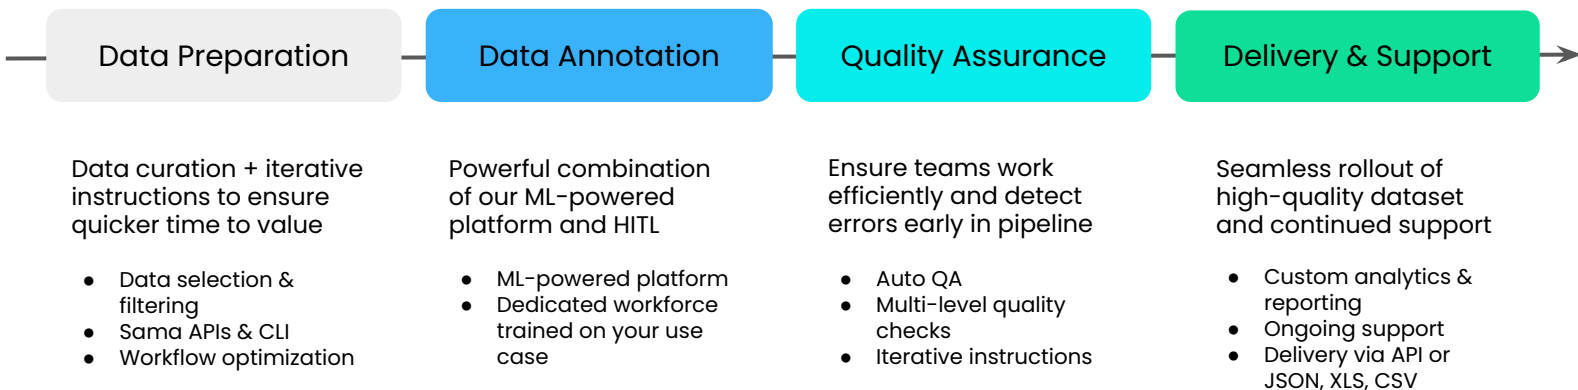 Data Preparation
Data Annotation
Quality Assurance
Delivery & Support
Data curation + iterative
instructions to ensure
quicker time to value
● Data selection &
filtering
● Sama APIs & CLI
● Workflow optimization
Powerful combination
of our ML-powered
platform and HITL
● ML-powered platform
● Dedicated workforce
trained on your use
case
Ensure teams work
efficiently and detect
errors early in pipeline
● Auto QA
● Multi-level quality
checks
● Iterative instructions
Seamless rollout of
high-quality dataset
and continued support
● Custom analytics &
reporting
● Ongoing support
● Delivery via API or
JSON, XLS, CSV